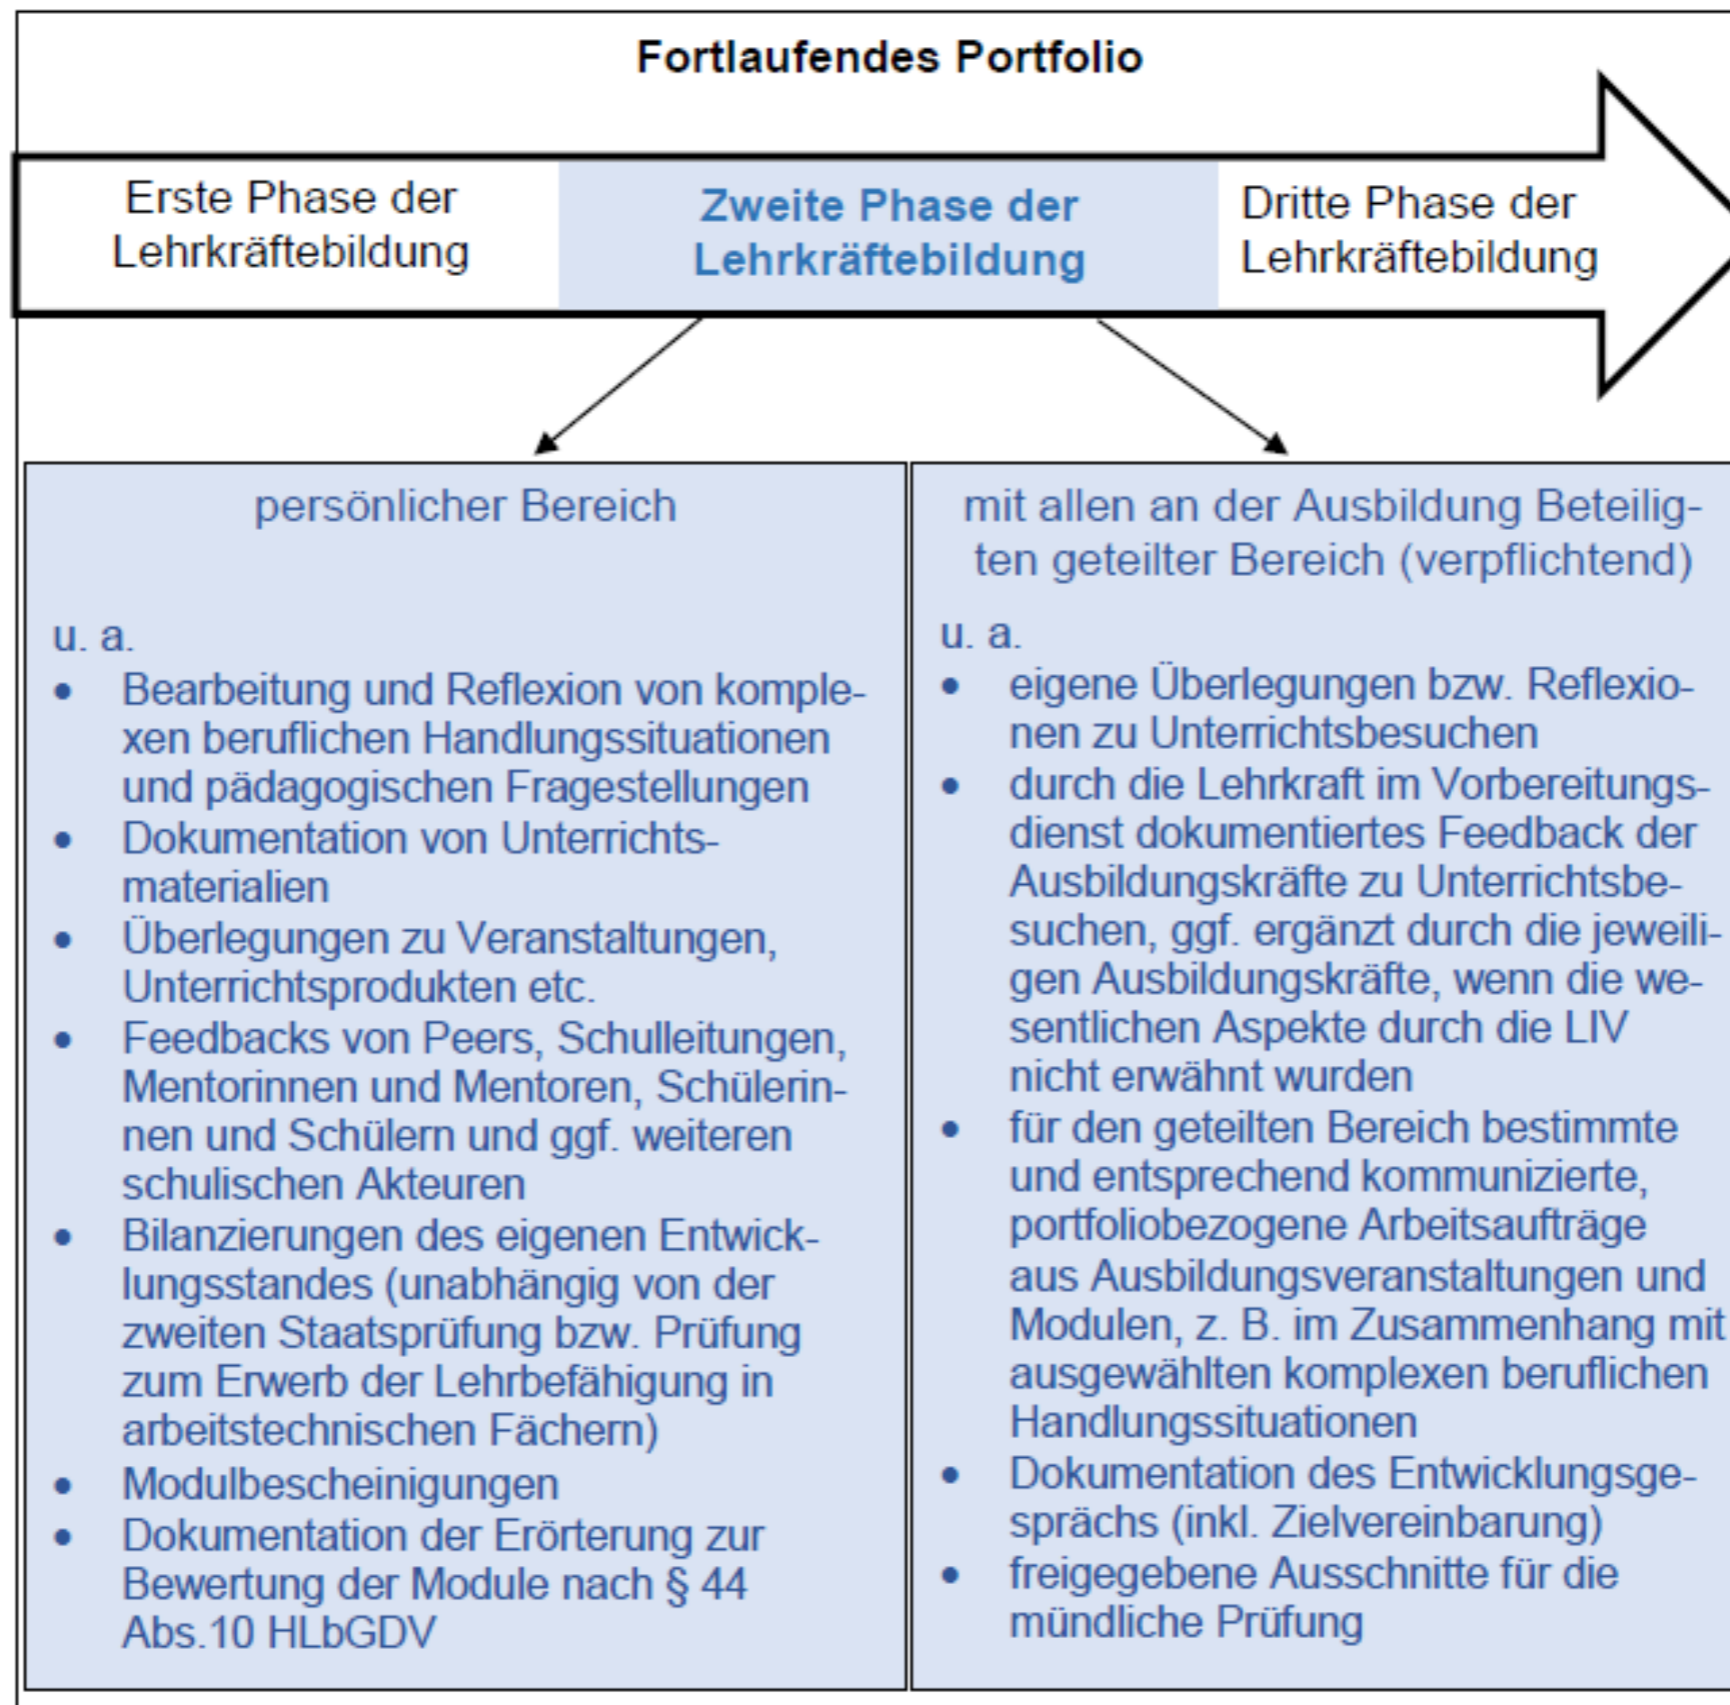 Fortlaufendes Portfolio
Erste Phase der
Lehrkräftebildung
Zweite Phase der
Lehrkräftebildung
Dritte Phase der
Lehrkräftebildung
persönlicher Bereich
u. a.
• Bearbeitung und Reflexion von komple-
xen beruflichen Handlungssituationen
und pädagogischen Fragestellungen
• Dokumentation von Unterrichts-
materialien
• Überlegungen zu Veranstaltungen,
Unterrichtsprodukten etc.
• Feedbacks von Peers, Schulleitungen,
Mentorinnen und Mentoren, Schülerin-
nen und Schülern und ggf. weiteren
schulischen Akteuren
• Bilanzierungen des eigenen Entwick-
lungsstandes (unabhängig von der
zweiten Staatsprüfung bzw. Prüfung
zum Erwerb der Lehrbefähigung in
arbeitstechnischen Fächern)
• Modulbescheinigungen
• Dokumentation der Erörterung zur
Bewertung der Module nach § 44
Abs.10 HLbGDV
mit allen an der Ausbildung Beteilig-
ten geteilter Bereich (verpflichtend)
u. a.
• eigene Überlegungen bzw. Reflexio-
nen zu Unterrichtsbesuchen
• durch die Lehrkraft im Vorbereitungs-
dienst dokumentiertes Feedback der
Ausbildungskräfte zu Unterrichtsbe-
suchen, ggf. ergänzt durch die jeweili-
gen Ausbildungskräfte, wenn die we-
sentlichen Aspekte durch die LIV
nicht erwähnt wurden
• für den geteilten Bereich bestimmte
und entsprechend kommunizierte,
portfoliobezogene Arbeitsaufträge
aus Ausbildungsveranstaltungen und
Modulen, z. B. im Zusammenhang mit
ausgewählten komplexen beruflichen
Handlungssituationen
• Dokumentation des Entwicklungsge-
sprächs (inkl. Zielvereinbarung)
• freigegebene Ausschnitte für die
mündliche Prüfung